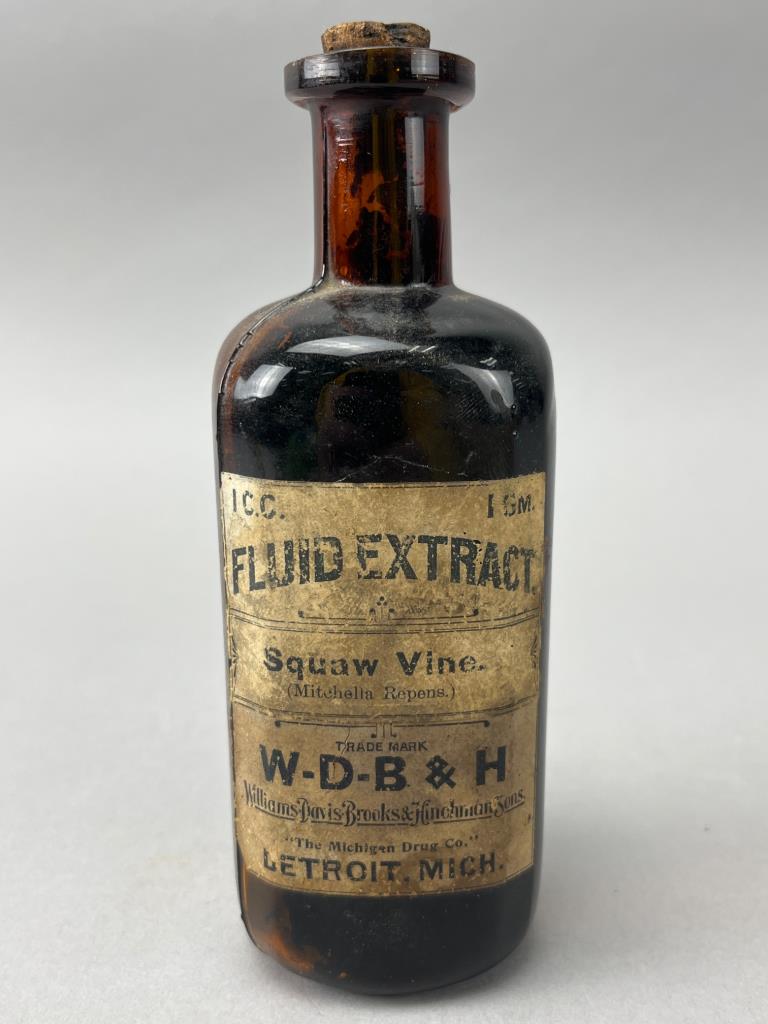 1 C.C. 1 GM.
FLUID EXTRACT.
Squaw Vine.
(Mitchella Repens.)
TRADE MARK
W-D-B & H
Williams-Davis-Brooks & Hinchman Sons.
"The Michigan Drug Co."
DETROIT, MICH.